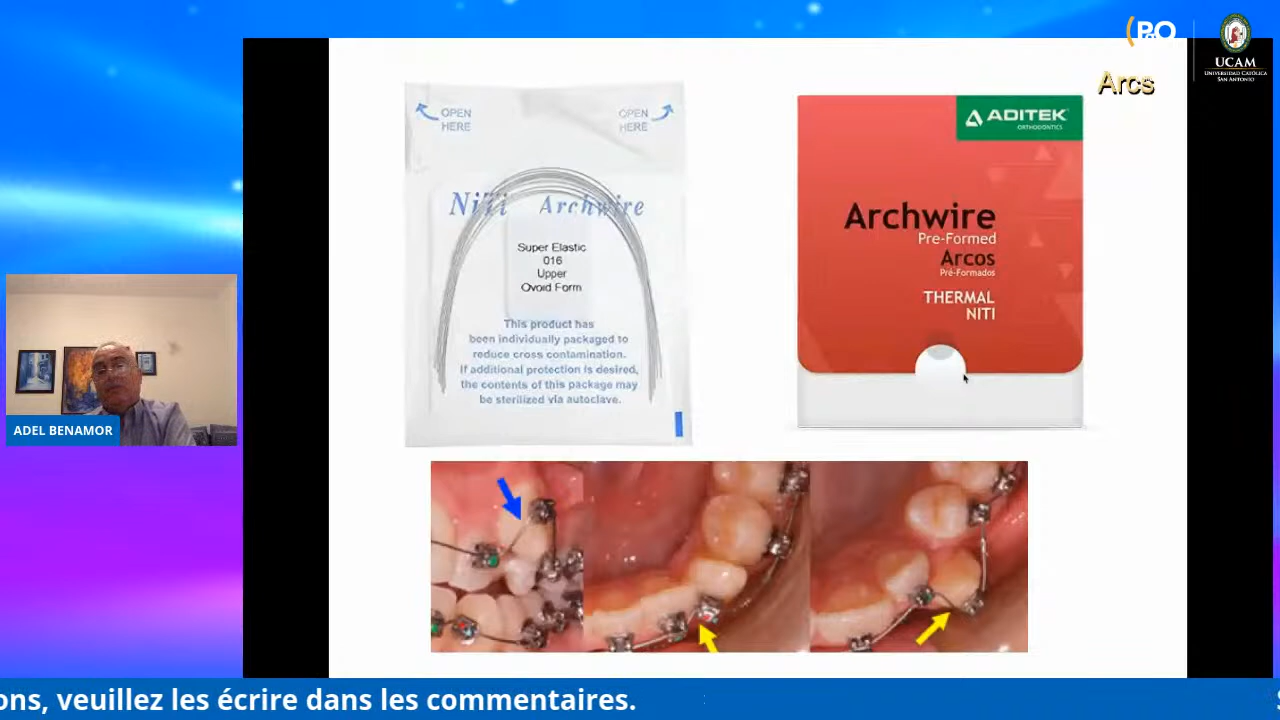 PgO
UCAM
UNIVERSIDAD CATÓLICA
SAN ANTONIO
Arcs
OPEN
HERE
OPEN
HERE
NiTi Archwire
Super Elastic
016
Upper
Ovoid Form
This product has
been individually packaged to
reduce cross contamination.
If additional protection is desired,
the contents of this package may
be sterilized via autoclave.
ADITEK
ORTHODONTICS
Archwire
Pre-Formed
Arcos
Pré-Formados
THERMAL
NITI
ADEL BENAMOR
ons, veuillez les écrire dans les commentaires.